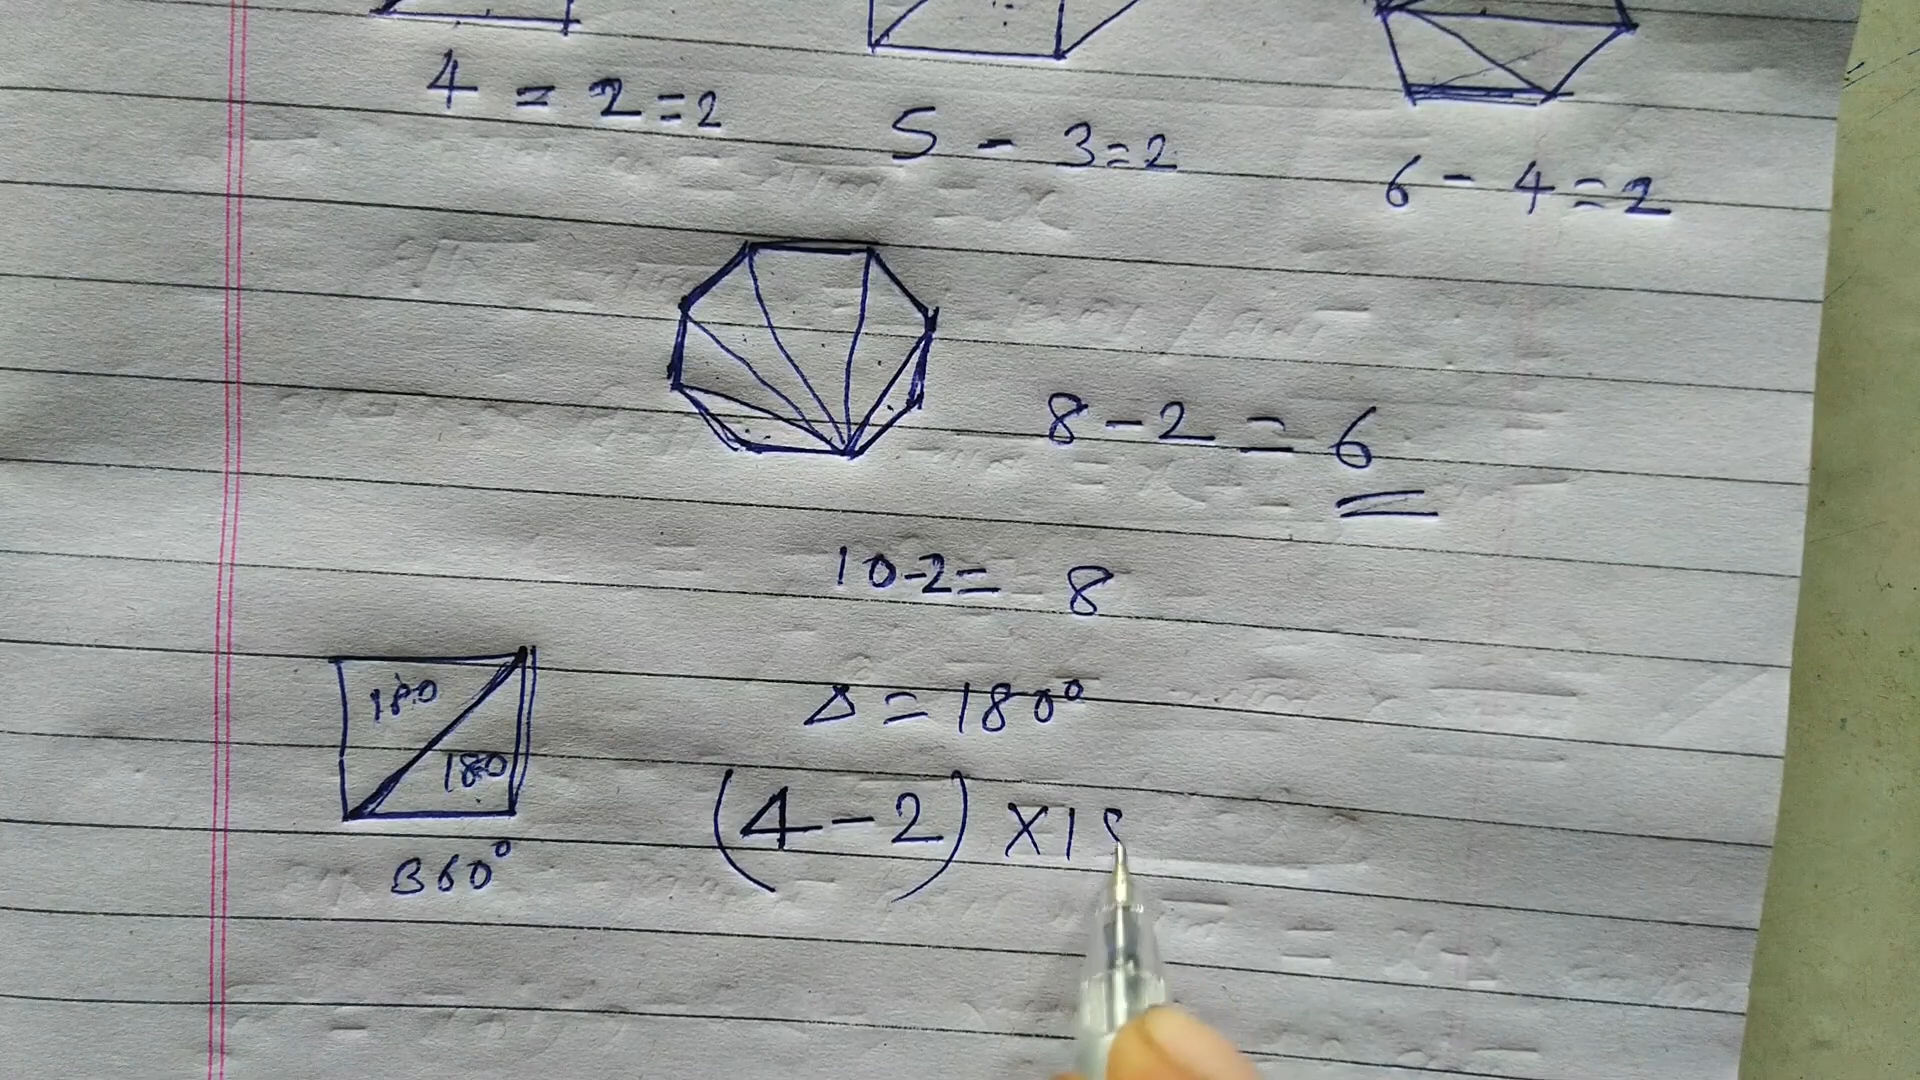 4 = 2 = 2
5 - 3 = 2
6 - 4 = 2
8 - 2 = 6
10 - 2 = 8
180
180
360°
Δ = 180°
(4 - 2) × 1